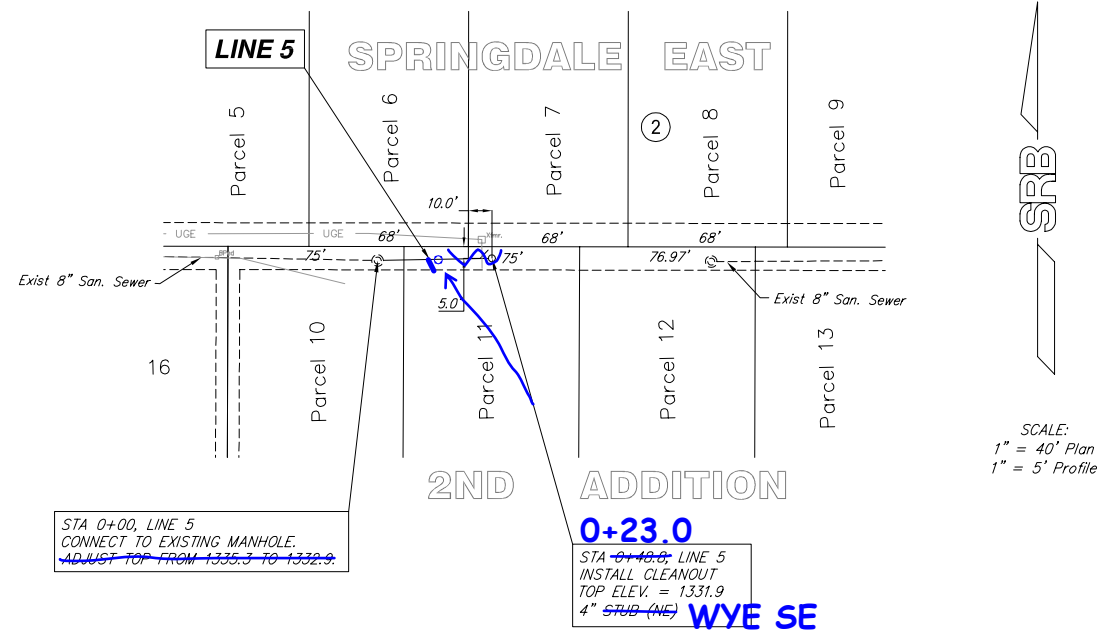 LINE 5
SPRINGDALE EAST
Parcel 5
Parcel 6
Parcel 7
2
Parcel 8
Parcel 9
SRB
10.0'
UGE
UGE
68'
Xfmr.
68'
68'
75'
75'
76.97'
Exist 8" San. Sewer
Exist 8" San. Sewer
5.0'
16
Parcel 10
Parcel 11
Parcel 12
Parcel 13
SCALE:
1" = 40' Plan
1" = 5' Profile
2ND ADDITION
STA 0+00, LINE 5
CONNECT TO EXISTING MANHOLE.
ADJUST TOP FROM 1335.3 TO 1332.9.
0+23.0
STA 0+48.8, LINE 5
INSTALL CLEANOUT
TOP ELEV. = 1331.9
4" STUB (NE) WYE SE